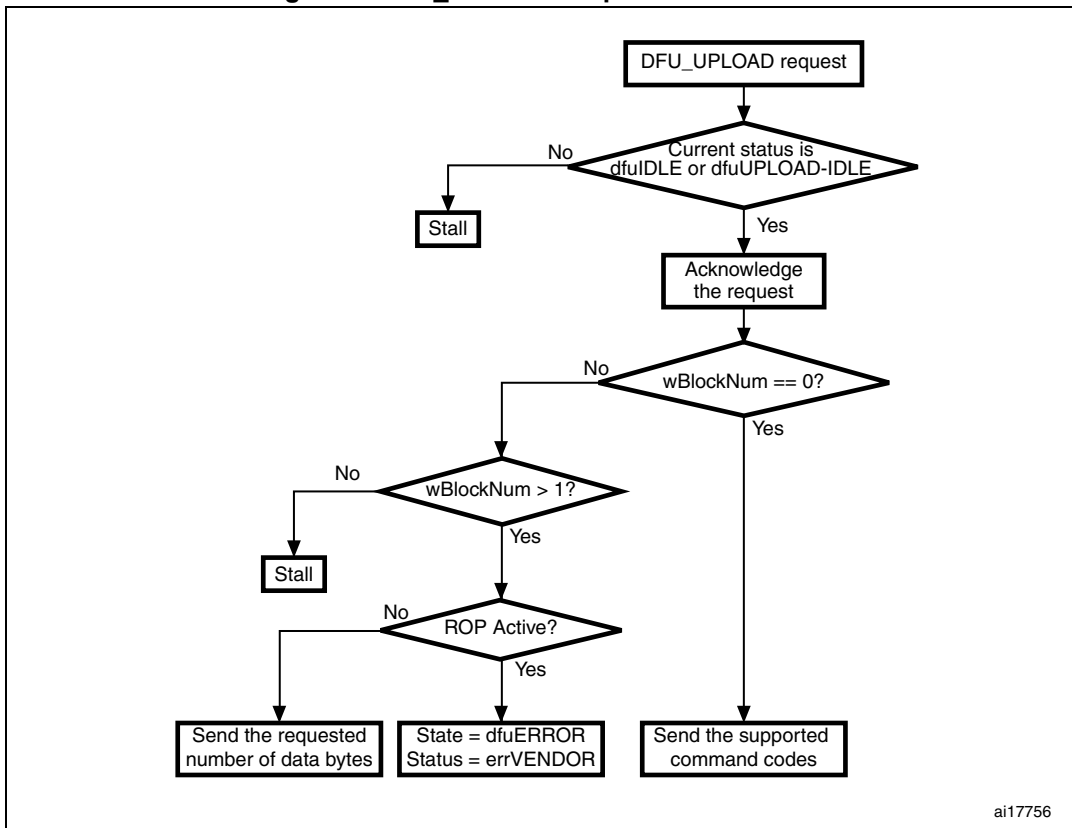 DFU_UPLOAD request
No
Current status is
dfuIDLE or dfuUPLOAD-IDLE
Stall
Yes
Acknowledge
the request
No
wBlockNum == 0?
Yes
No
wBlockNum > 1?
Yes
Stall
No
ROP Active?
Yes
Send the requested
number of data bytes
State = dfuERROR
Status = errVENDOR
Send the supported
command codes
ai17756